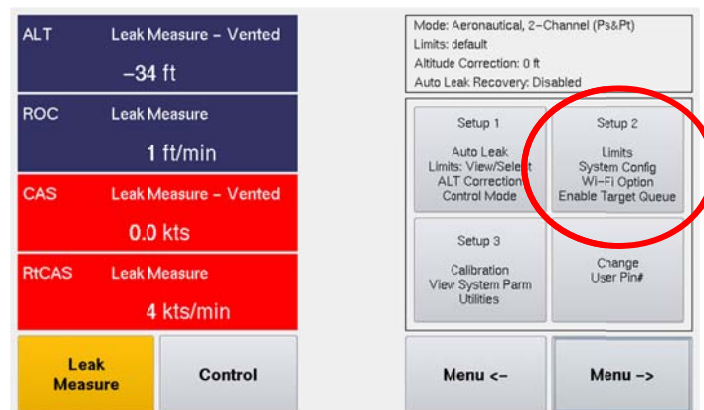 ALT Leak Measure – Vented
–34 ft
ROC Leak Measure
1 ft/min
CAS Leak Measure – Vented
0.0 kts
RtCAS Leak Measure
4 kts/min
Leak
Measure
Control
Mode: Aeronautical, 2–Channel (Ps&Pt)
Limits: default
Altitude Correction: 0 ft
Auto Leak Recovery: Disabled
Setup 1
Auto Leak
Limits: View/Select
ALT Correction
Control Mode
Setup 2
Limits
System Config
Wi–Fi Option
Enable Target Queue
Setup 3
Calibration
View System Parm
Utilities
Change
User Pin#
Menu <–
Menu –>